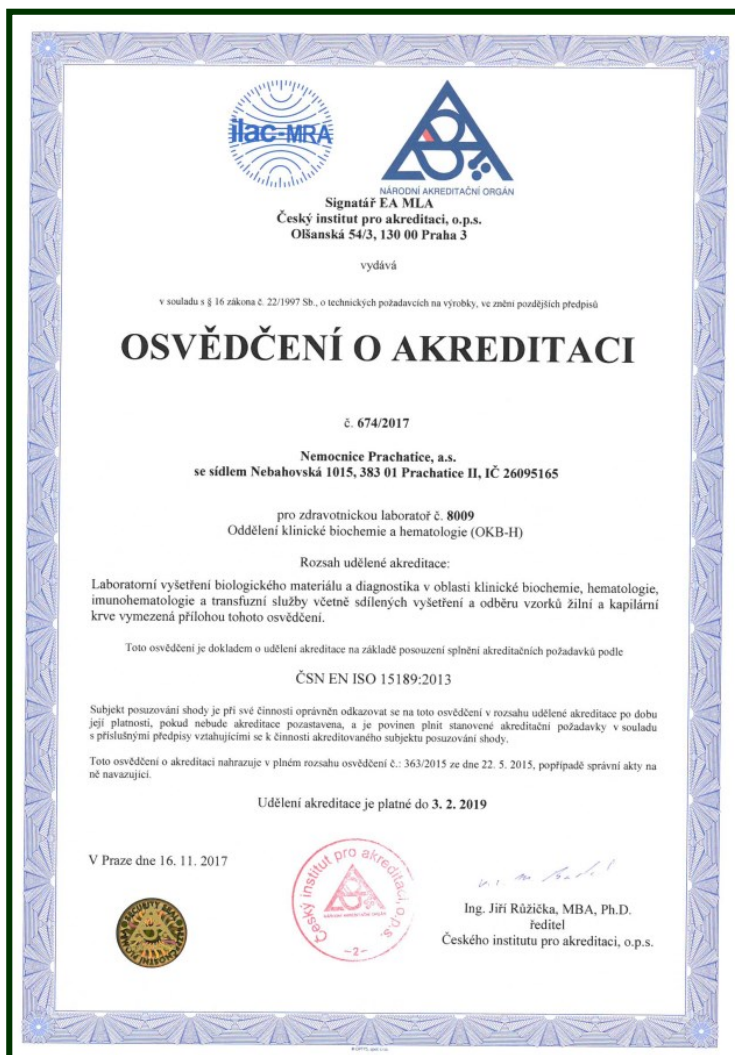 ilac-MRA
NÁRODNÍ AKREDITAČNÍ ORGÁN
Signatář EA MLA
Český institut pro akreditaci, o.p.s.
Olšanská 54/3, 130 00 Praha 3
vydává
v souladu s § 16 zákona č. 22/1997 Sb., o technických požadavcích na výrobky, ve znění pozdějších předpisů
OSVĚDČENÍ O AKREDITACI
č. 674/2017
Nemocnice Prachatice, a.s.
se sídlem Nebahovská 1015, 383 01 Prachatice II, IČ 26095165
pro zdravotnickou laboratoř č. 8009
Oddělení klinické biochemie a hematologie (OKB-H)
Rozsah udělené akreditace:
Laboratorní vyšetření biologického materiálu a diagnostika v oblasti klinické biochemie, hematologie,
imunohematologie a transfuzní služby včetně sdílených vyšetření a odběru vzorků žilní a kapilární
krve vymezená přílohou tohoto osvědčení.
Toto osvědčení je dokladem o udělení akreditace na základě posouzení splnění akreditačních požadavků podle
ČSN EN ISO 15189:2013
Subjekt posuzování shody je při své činnosti oprávněn odkazovat se na toto osvědčení v rozsahu udělené akreditace po dobu
její platnosti, pokud nebude akreditace pozastavena, a je povinen plnit stanovené akreditační požadavky v souladu
s příslušnými předpisy vztahujícími se k činnosti akreditovaného subjektu posuzování shody.
Toto osvědčení o akreditaci nahrazuje v plném rozsahu osvědčení č.: 363/2015 ze dne 22. 5. 2015, popřípadě správní akty na
ně navazující.
Udělení akreditace je platné do 3. 2. 2019
V Praze dne 16. 11. 2017
Český institut pro akreditaci, o.p.s.
NÁRODNÍ AKREDITAČNÍ ORGÁN
-2-
Ing. Jiří Růžička, MBA, Ph.D.
ředitel
Českého institutu pro akreditaci, o.p.s.
SECURITY SEAL